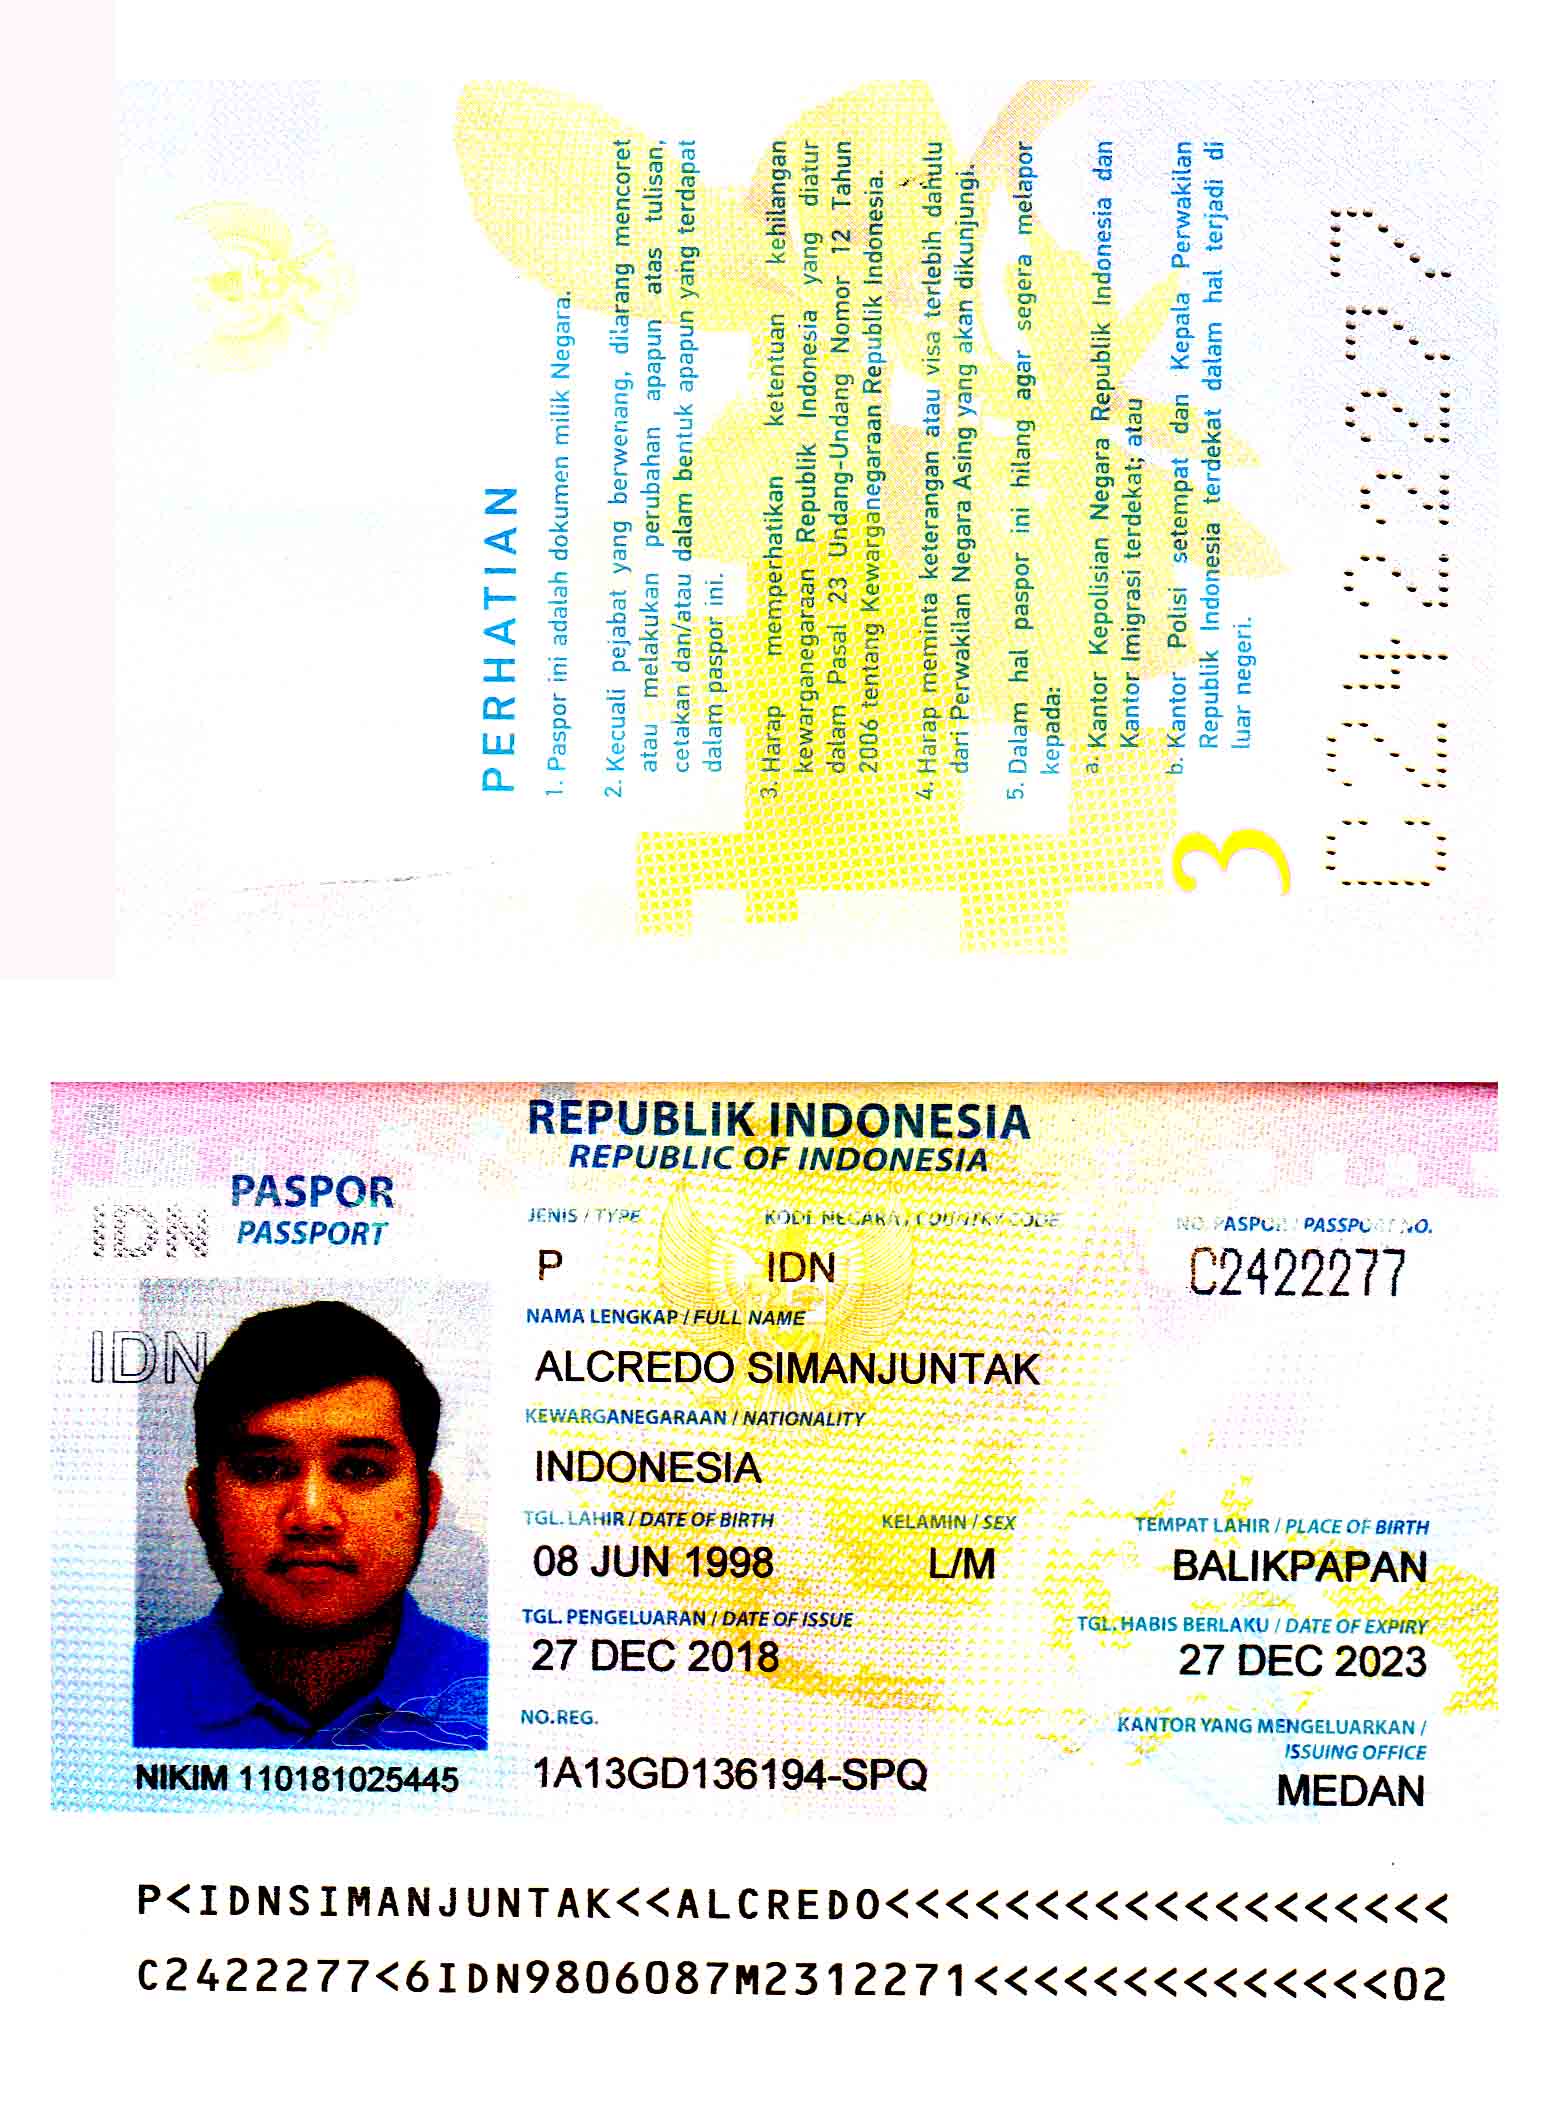 PERHATIAN
1. Paspor ini adalah dokumen milik Negara.
2. Kecuali pejabat yang berwenang, dilarang mencoret
atau melakukan perubahan apapun atas tulisan,
cetakan dan/atau dalam bentuk apapun yang terdapat
dalam paspor ini.
3. Harap memperhatikan ketentuan kehilangan
kewarganegaraan Republik Indonesia yang diatur
dalam Pasal 23 Undang-Undang Nomor 12 Tahun
2006 tentang Kewarganegaraan Republik Indonesia.
4. Harap meminta keterangan atau visa terlebih dahulu
dari Perwakilan Negara Asing yang akan dikunjungi.
5. Dalam hal paspor ini hilang agar segera melapor
kepada:
a. Kantor Kepolisian Negara Republik Indonesia dan
Kantor Imigrasi terdekat; atau
b. Kantor Polisi setempat dan Kepala Perwakilan
Republik Indonesia terdekat dalam hal terjadi di
luar negeri.
3
C2422277
REPUBLIK INDONESIA
REPUBLIC OF INDONESIA
PASPOR
PASSPORT
IDN
IDN
JENIS / TYPE KODE NEGARA / COUNTRY CODE NO. PASPOR / PASSPORT NO.
P IDN C2422277
NAMA LENGKAP / FULL NAME
ALCREDO SIMANJUNTAK
KEWARGANEGARAAN / NATIONALITY
INDONESIA
TGL. LAHIR / DATE OF BIRTH KELAMIN / SEX TEMPAT LAHIR / PLACE OF BIRTH
08 JUN 1998 L/M BALIKPAPAN
TGL. PENGELUARAN / DATE OF ISSUE TGL. HABIS BERLAKU / DATE OF EXPIRY
27 DEC 2018 27 DEC 2023
NO.REG. KANTOR YANG MENGELUARKAN /
ISSUING OFFICE
1A13GD136194-SPQ MEDAN
NIKIM 110181025445
P<IDNSIMANJUNTAK<<ALCREDO<<<<<<<<<<<<<<<<<<<
C2422277<6IDN9806087M2312271<<<<<<<<<<<<<<02